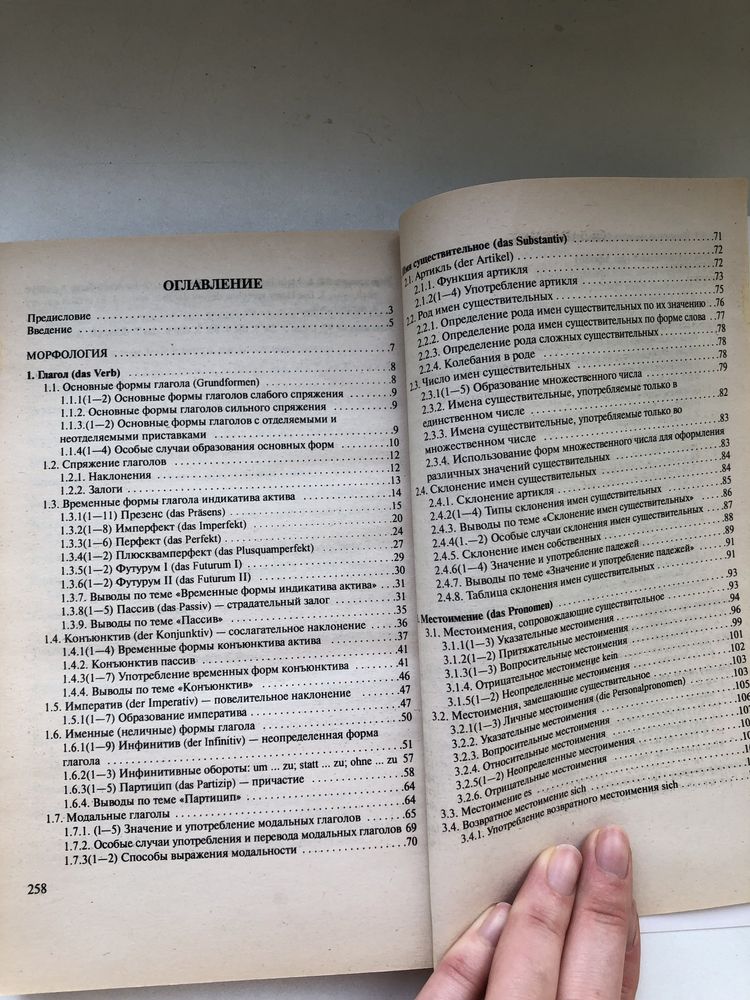 ОГЛАВЛЕНИЕ
Предисловие ... 3
Введение ... 5
МОРФОЛОГИЯ ... 7
1. Глагол (das Verb) ... 8
1.1. Основные формы глагола (Grundformen) ... 8
1.1.1(1—2) Основные формы глаголов слабого спряжения ... 9
1.1.2. Основные формы глаголов сильного спряжения ... 9
1.1.3.(1—2) Основные формы глаголов с отделяемыми и
неотделяемыми приставками ... 9
1.1.4(1—4) Особые случаи образования основных форм ... 10
1.2. Спряжение глаголов ... 12
1.2.1. Наклонения ... 12
1.2.2. Залоги ... 13
1.3. Временные формы глагола индикатива актива ... 14
1.3.1(1—11) Презенс (das Präsens) ... 15
1.3.2(1—8) Имперфект (das Imperfekt) ... 20
1.3.3(1—6) Перфект (das Perfekt) ... 24
1.3.4(1—2) Плюсквамперфект (das Plusquamperfekt) ... 27
1.3.5(1—2) Футурум I (das Futurum I) ... 29
1.3.6(1—2) Футурум II (das Futurum II) ... 30
1.3.7. Выводы по теме «Временные формы индикатива актива» ... 31
1.3.8(1—5) Пассив (das Passiv) — страдательный залог ... 31
1.3.9. Выводы по теме «Пассив» ... 35
1.4. Конъюнктив (der Konjunktiv) — сослагательное наклонение ... 36
1.4.1(1—4) Временные формы конъюнктива актива ... 37
1.4.2. Конъюнктив пассив ... 41
1.4.3(1—7) Употребление временных форм конъюнктива ... 41
1.4.4. Выводы по теме «Конъюнктив» ... 46
1.5. Императив (der Imperativ) — повелительное наклонение ... 47
1.5.1(1—7) Образование императива ... 47
1.6. Именные (неличные) формы глагола ... 50
1.6.1(1—9) Инфинитив (der Infinitiv) — неопределенная форма
глагола ... 51
1.6.2(1—3) Инфинитивные обороты: um ... zu; statt ... zu; ohne ... zu 57
1.6.3(1—5) Партицип (das Partizip) — причастие ... 58
1.6.4. Выводы по теме «Партицип» ... 64
1.7. Модальные глаголы ... 64
1.7.1. (1—5) Значение и употребление модальных глаголов ... 65
1.7.2. Особые случаи употребления и перевода модальных глаголов 69
1.7.3(1—2) Способы выражения модальности ... 70
258
существительное (das Substantiv) ... 71
2.1. Артикль (der Artikel) ... 72
2.1.1. Функция артикля ... 72
2.1.2(1—4) Употребление артикля ... 73
2.2. Род имен существительных ... 75
2.2.1. Определение рода имен существительных по их значению ... 76
2.2.2. Определение рода имен существительных по форме слова ... 77
2.2.3. Определение рода сложных существительных ... 78
2.2.4. Колебания в роде ... 78
2.3. Число имен существительных ... 78
2.3.1(1—5) Образование множественного числа ... 79
2.3.2. Имена существительные, употребляемые только в
единственном числе ... 82
2.3.3. Имена существительные, употребляемые только во
множественном числе ... 83
2.3.4. Использование форм множественного числа для оформления
различных значений существительных ... 83
2.4. Склонение имен существительных ... 84
2.4.1. Склонение артикля ... 84
2.4.2(1—4) Типы склонения имен существительных ... 85
2.4.3. Выводы по теме «Склонение имен существительных» ... 86
2.4.4(1.—2) Особые случаи склонения имен существительных ... 87
2.4.5. Склонение имен собственных ... 88
2.4.6(1—4) Значение и употребление падежей ... 89
2.4.7. Выводы по теме «Значение и употребление падежей» ... 91
2.4.8. Таблица склонения имен существительных ... 91
Местоимение (das Pronomen) ... 93
3.1. Местоимения, сопровождающие существительное ... 93
3.1.1(1—3) Указательные местоимения ... 94
3.1.2(1—2) Притяжательные местоимения ... 96
3.1.3(1—3) Вопросительные местоимения ... 99
3.1.4. Отрицательное местоимение kein ... 101
3.1.5(1—2) Неопределенные местоимения ... 102
3.2. Местоимения, замещающие существительное ... 103
3.2.1(1—3) Личные местоимения (die Personalpronomen) ... 103
3.2.2. Указательные местоимения ... 105
3.2.3. Вопросительные местоимения ... 106
3.2.4. Относительные местоимения
3.2.5(1—2) Неопределенные местоимения
3.2.6. Отрицательные местоимения
3.3. Местоимение es
3.4. Возвратное местоимение sich
3.4.1. Употребление возвратного местоимения sich